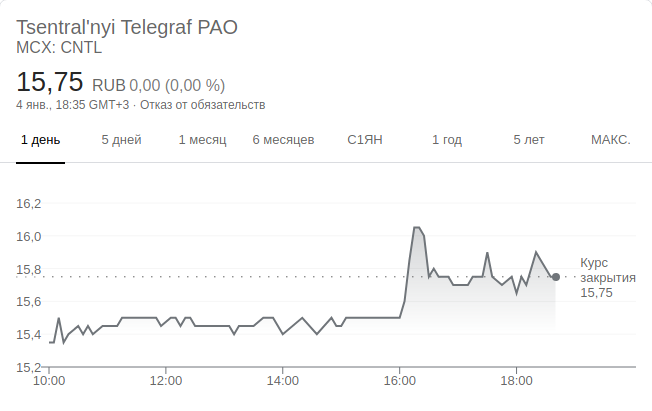 Tsentral'nyi Telegraf PAO
MCX: CNTL
15,75 RUB 0,00 (0,00 %)
4 янв., 18:35 GMT+3 · Отказ от обязательств
1 день 5 дней 1 месяц 6 месяцев С1ЯН 1 год 5 лет МАКС.
16,2
16,0
15,8
15,6
15,4
15,2
Курс
закрытия
15,75
10:00 12:00 14:00 16:00 18:00